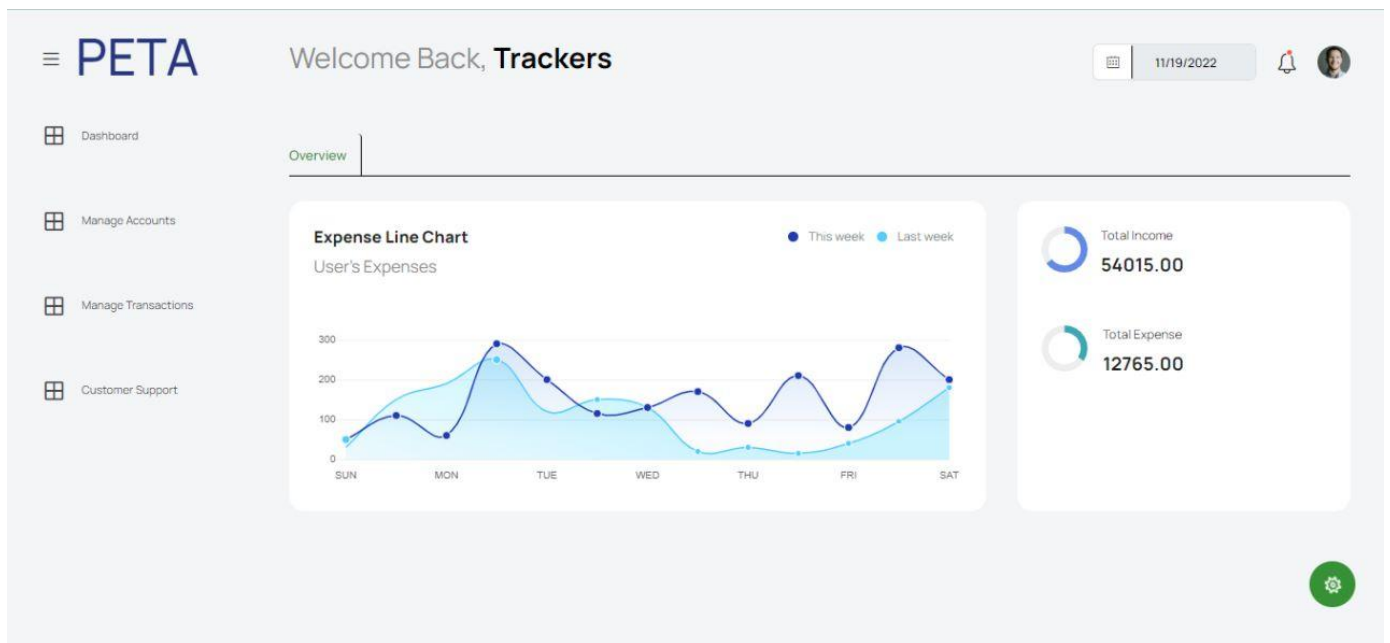 PETA
Welcome Back, Trackers
11/19/2022
Dashboard
Manage Accounts
Manage Transactions
Customer Support
Overview
Expense Line Chart
This week
Last week
User's Expenses
300
200
100
0
SUN MON TUE WED THU FRI SAT
Total Income
54015.00
Total Expense
12765.00